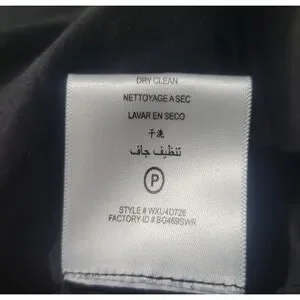 DRY CLEAN
NETTOYAGE A SEC
LAVAR EN SECO
干洗
تنظيف جاف
P
STYLE # WXU4D726
FACTORY ID # BG469SWR